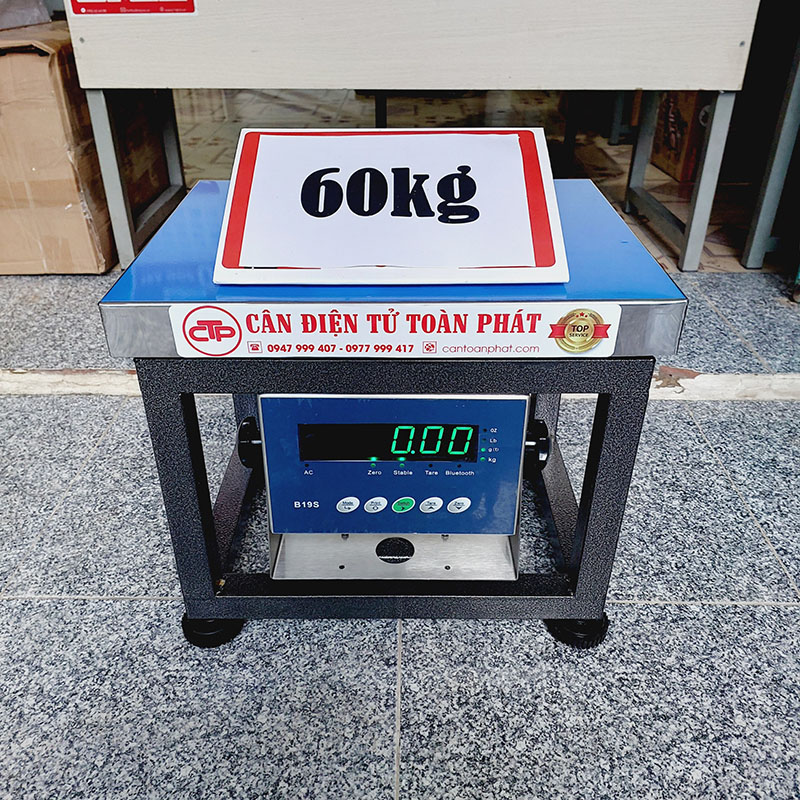 60kg
CTP
CÂN ĐIỆN TỬ TOÀN PHÁT
0947 999 407 - 0977 999 417
cantoanphat.com
TOP
SERVICE
0.00
oz
Lb
kg
AC Zero Stable Tare Bluetooth
B19S